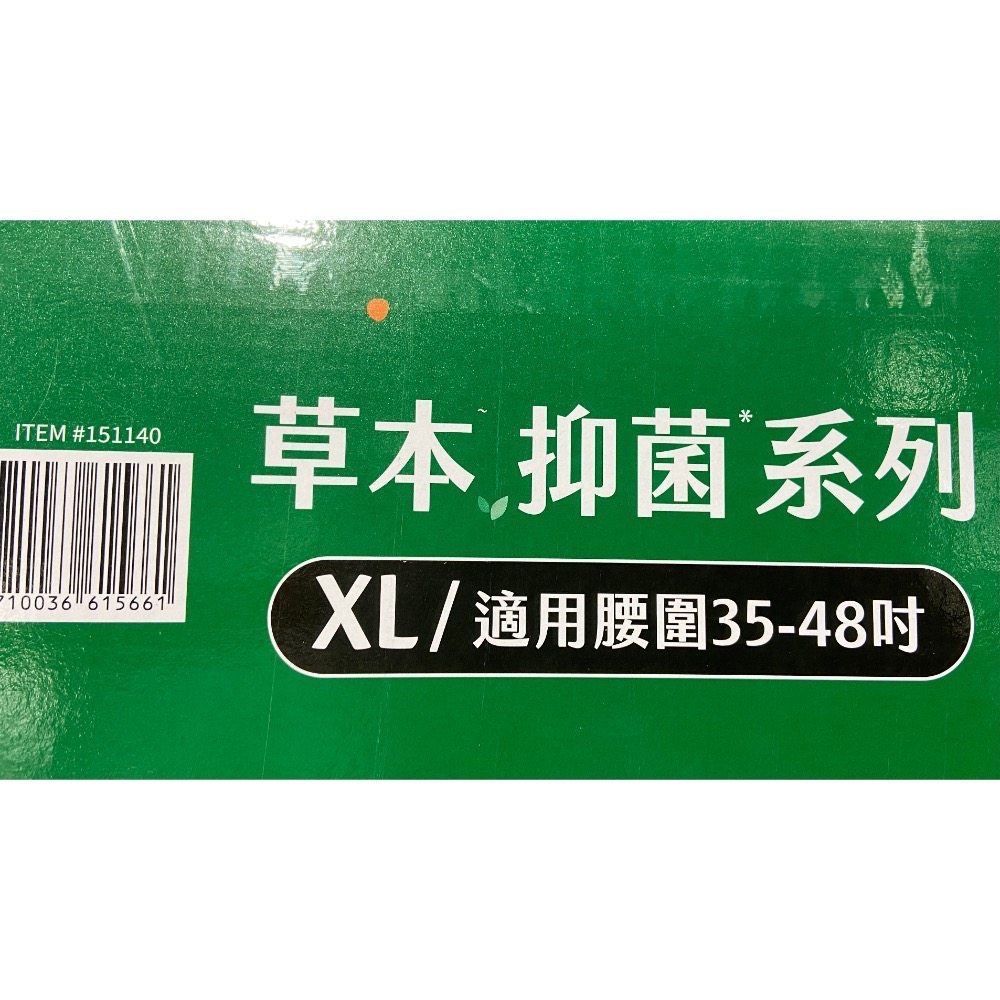 ITEM #151140
710036 615661
草本~ 抑菌*系列
XL/適用腰圍35-48吋